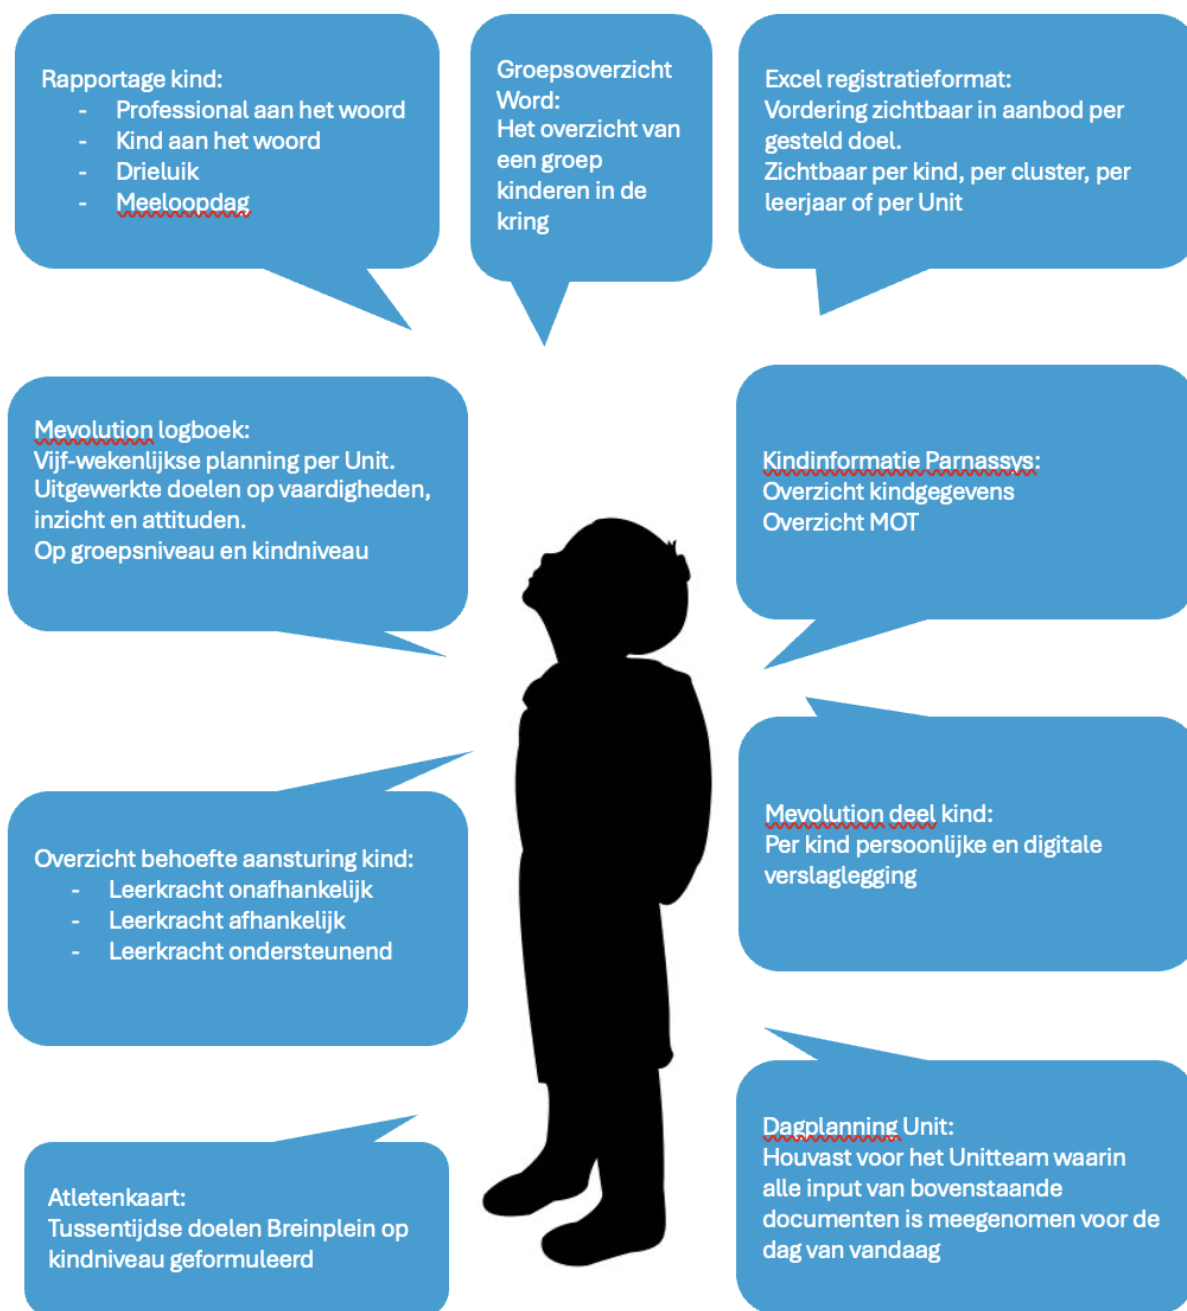 Rapportage kind:
- Professional aan het woord
- Kind aan het woord
- Drieluik
- Meeloopdag
Groepsoverzicht
Word:
Het overzicht van
een groep
kinderen in de
kring
Excel registratieformat:
Vordering zichtbaar in aanbod per
gesteld doel.
Zichtbaar per kind, per cluster, per
leerjaar of per Unit
Mevolution logboek:
Vijf-wekenlijkse planning per Unit.
Uitgewerkte doelen op vaardigheden,
inzicht en attituden.
Op groepsniveau en kindniveau
Kindinformatie Parnassys:
Overzicht kindgegevens
Overzicht MOT
Overzicht behoefte aansturing kind:
- Leerkracht onafhankelijk
- Leerkracht afhankelijk
- Leerkracht ondersteunend
Mevolution deel kind:
Per kind persoonlijke en digitale
verslaglegging
Atletenkaart:
Tussentijdse doelen Breinplein op
kindniveau geformuleerd
Dagplanning Unit:
Houvast voor het Unitteam waarin
alle input van bovenstaande
documenten is meegenomen voor de
dag van vandaag